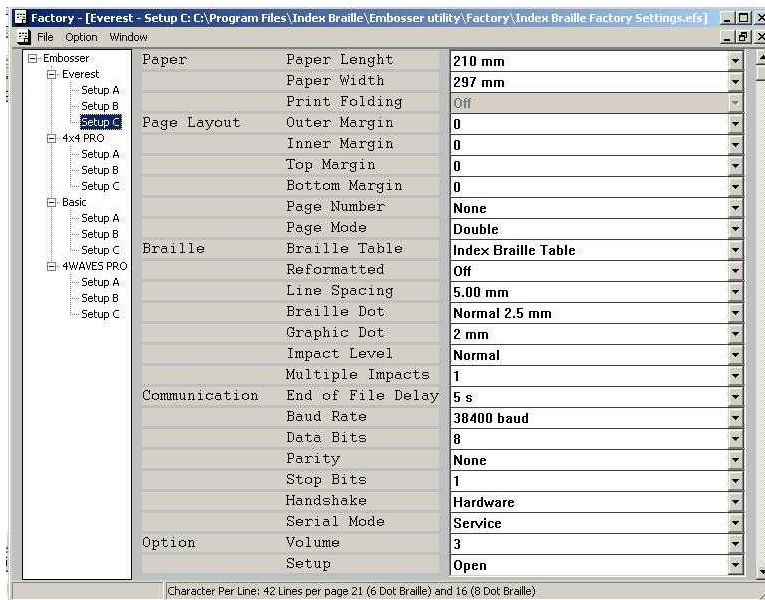 Factory - [Everest - Setup C: C:\Program Files\Index Braille\Embosser utility\Factory\Index Braille Factory Settings.efs]
File Option Window
Embosser
Everest
Setup A
Setup B
Setup C
4x4 PRO
Setup A
Setup B
Setup C
Basic
Setup A
Setup B
Setup C
4WAVES PRO
Setup A
Setup B
Setup C
Paper Paper Lenght 210 mm
Paper Width 297 mm
Print Folding Off
Page Layout Outer Margin 0
Inner Margin 0
Top Margin 0
Bottom Margin 0
Page Number None
Page Mode Double
Braille Braille Table Index Braille Table
Reformatted Off
Line Spacing 5.00 mm
Braille Dot Normal 2.5 mm
Graphic Dot 2 mm
Impact Level Normal
Multiple Impacts 1
Communication End of File Delay 5 s
Baud Rate 38400 baud
Data Bits 8
Parity None
Stop Bits 1
Handshake Hardware
Serial Mode Service
Option Volume 3
Setup Open
Character Per Line: 42 Lines per page 21 (6 Dot Braille) and 16 (8 Dot Braille)